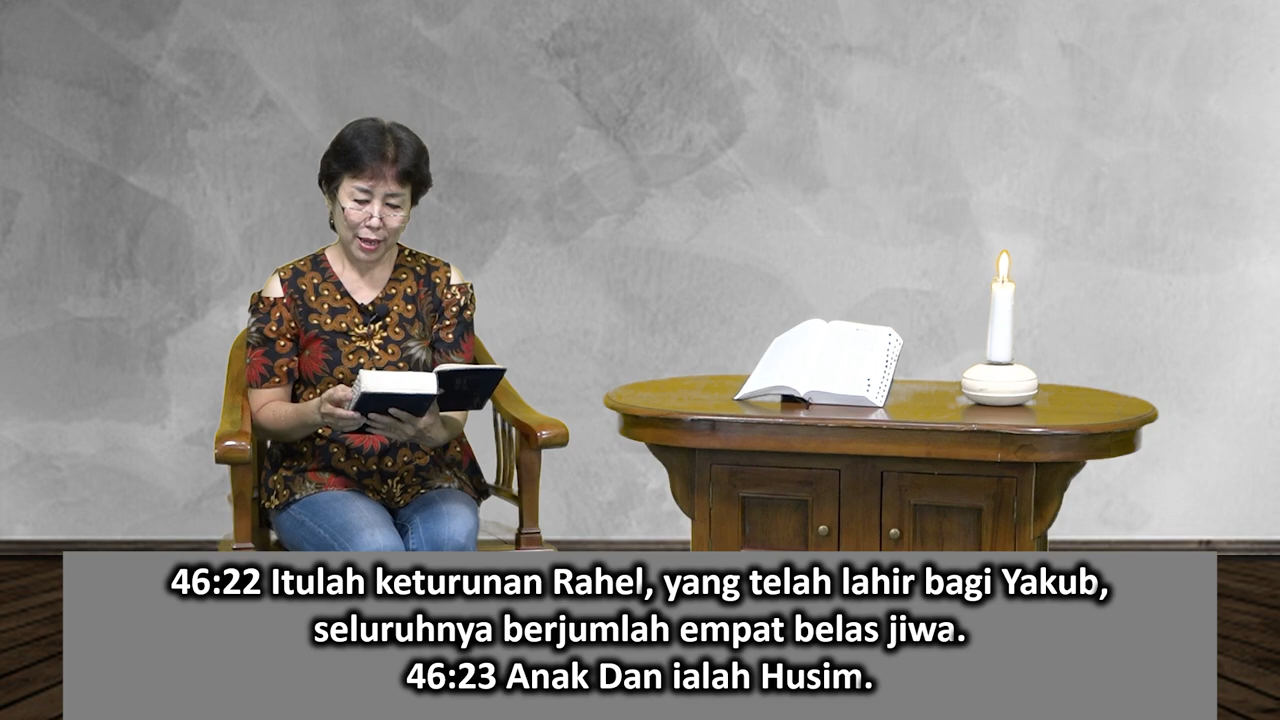 46:22 Itulah keturunan Rahel, yang telah lahir bagi Yakub,
seluruhnya berjumlah empat belas jiwa.
46:23 Anak Dan ialah Husim.